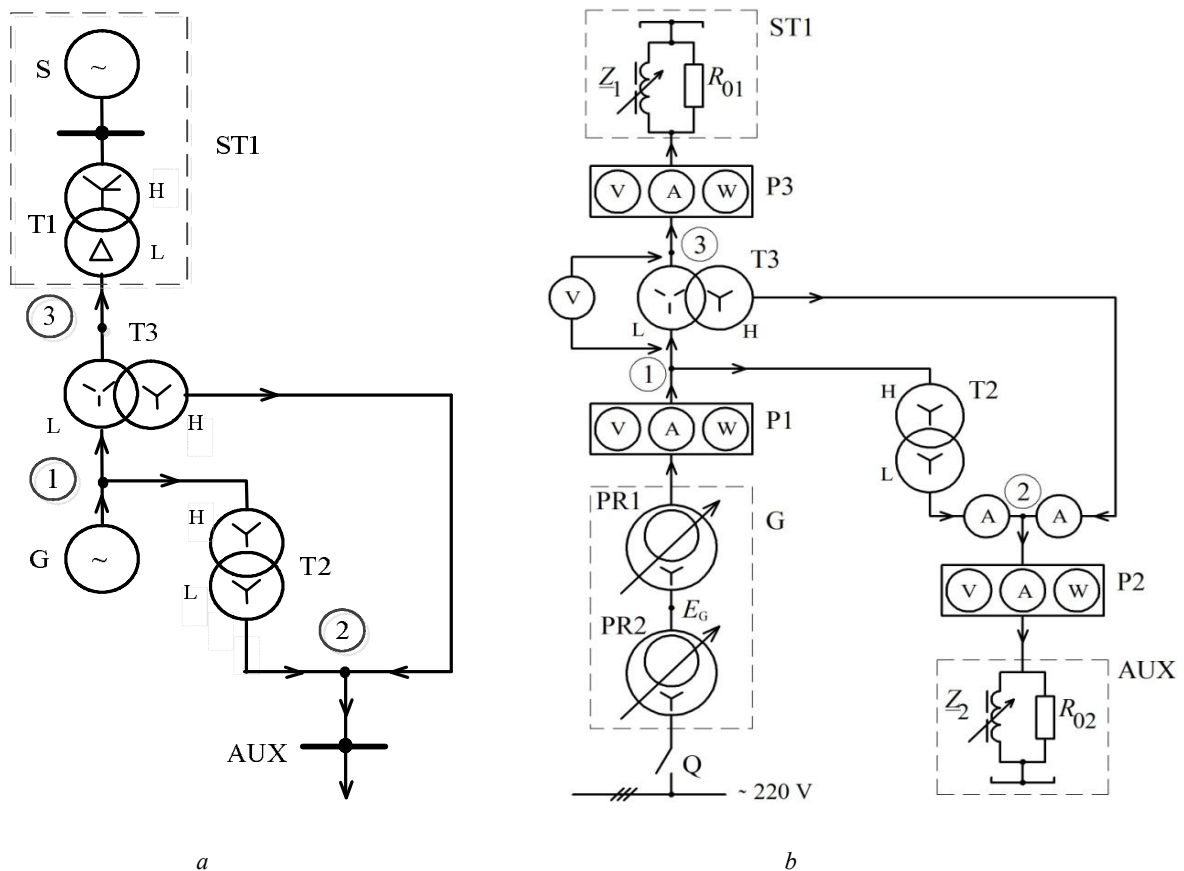 S
~
ST1
H
T1
L
3
T3
L
H
1
G
~
H
L
T2
2
AUX
a
ST1
Z1
R01
V A W
P3
3
T3
V
L
H
1
V A W
P1
H
T2
L
PR1
G
A
2
A
EG
PR2
V A W
P2
AUX
Z2
R02
Q
~ 220 V
b